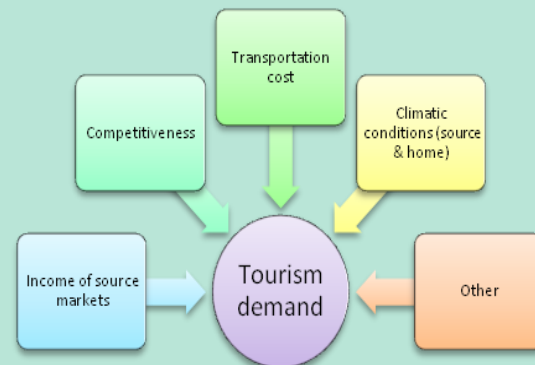 Transportation
cost
Competitiveness
Climatic
conditions (source
& home)
Income of source
markets
Tourism
demand
Other